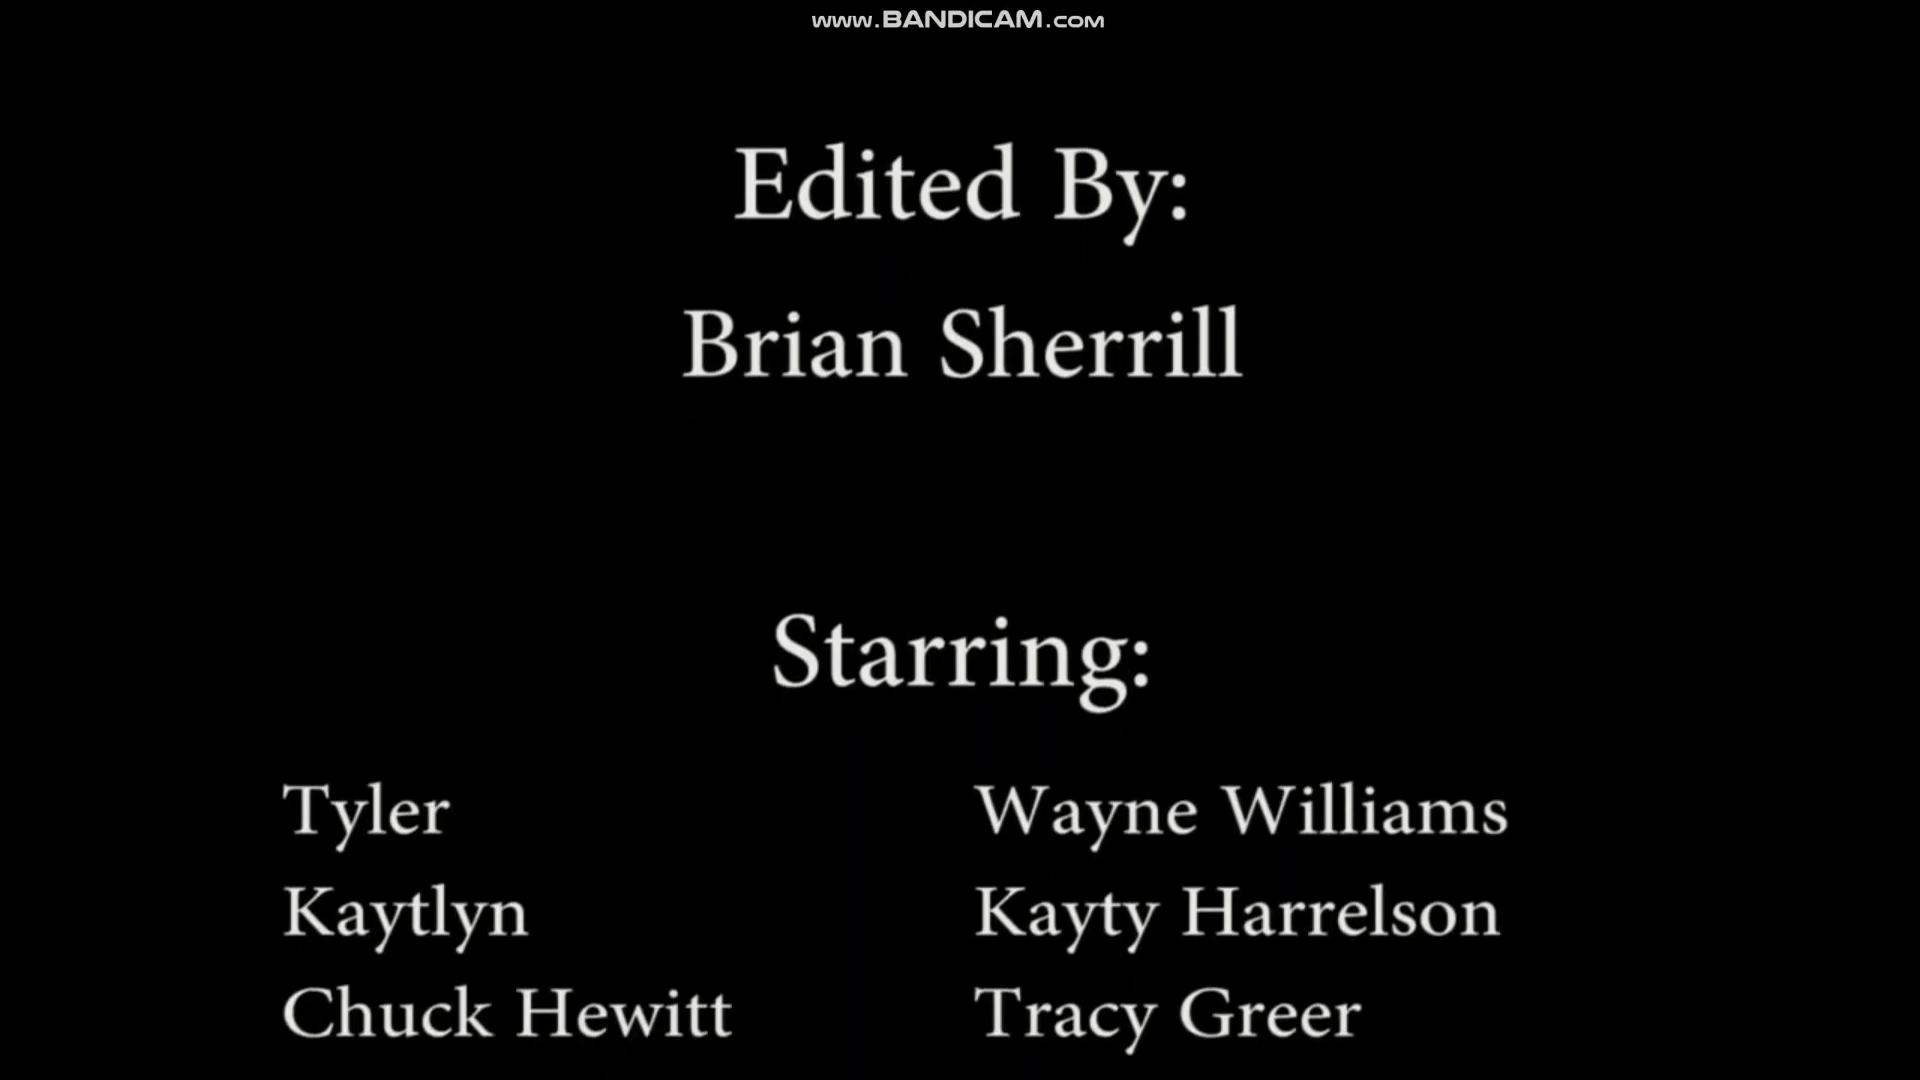 www.BANDICAM.com
Edited By:
Brian Sherrill
Starring:
Tyler Wayne Williams
Kaytlyn Kayty Harrelson
Chuck Hewitt Tracy Greer